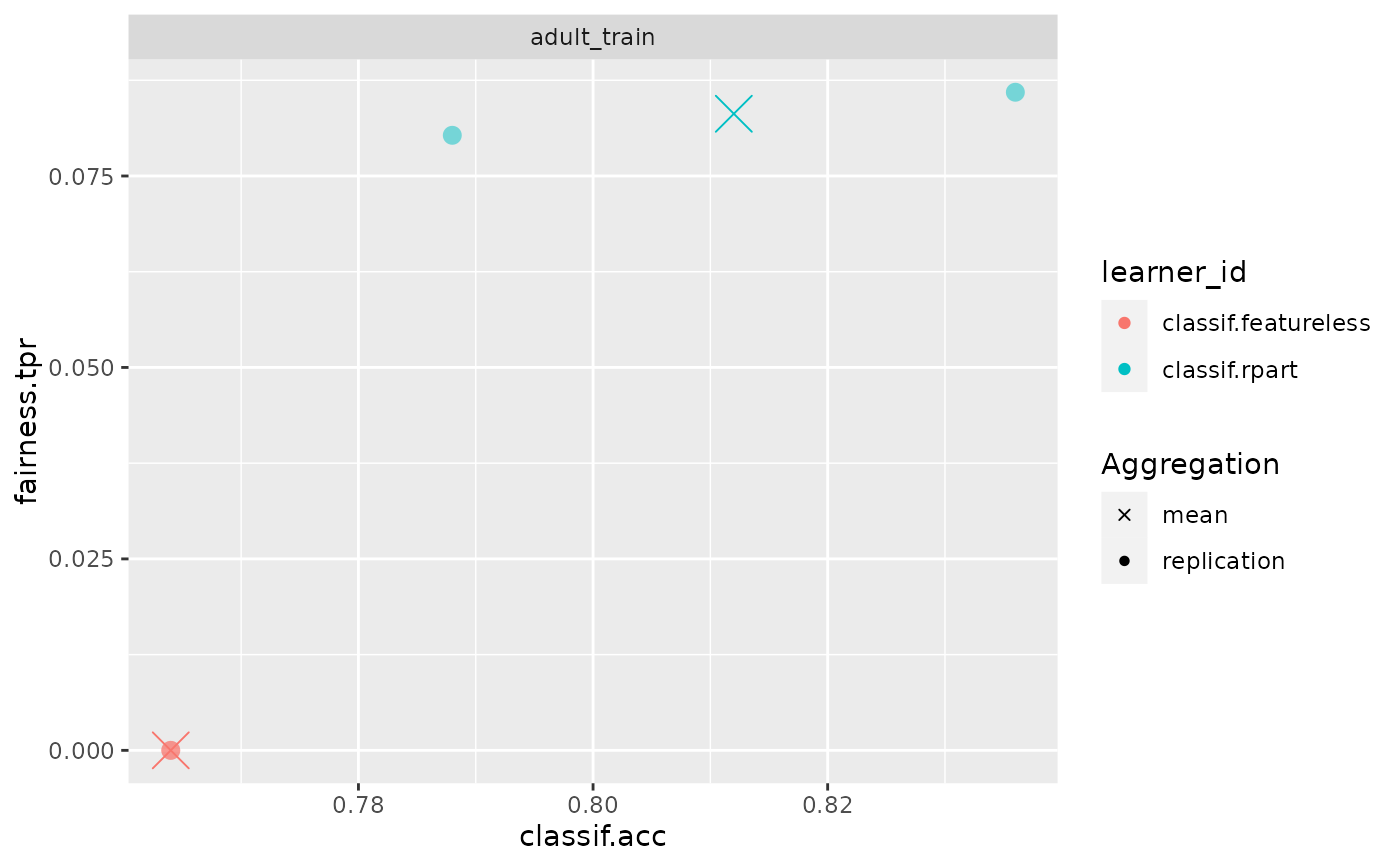 adult_train
fairness.tpr
0.075
0.050
0.025
0.000
0.78
0.80
0.82
classif.acc
learner_id
classif.featureless
classif.rpart
Aggregation
mean
replication